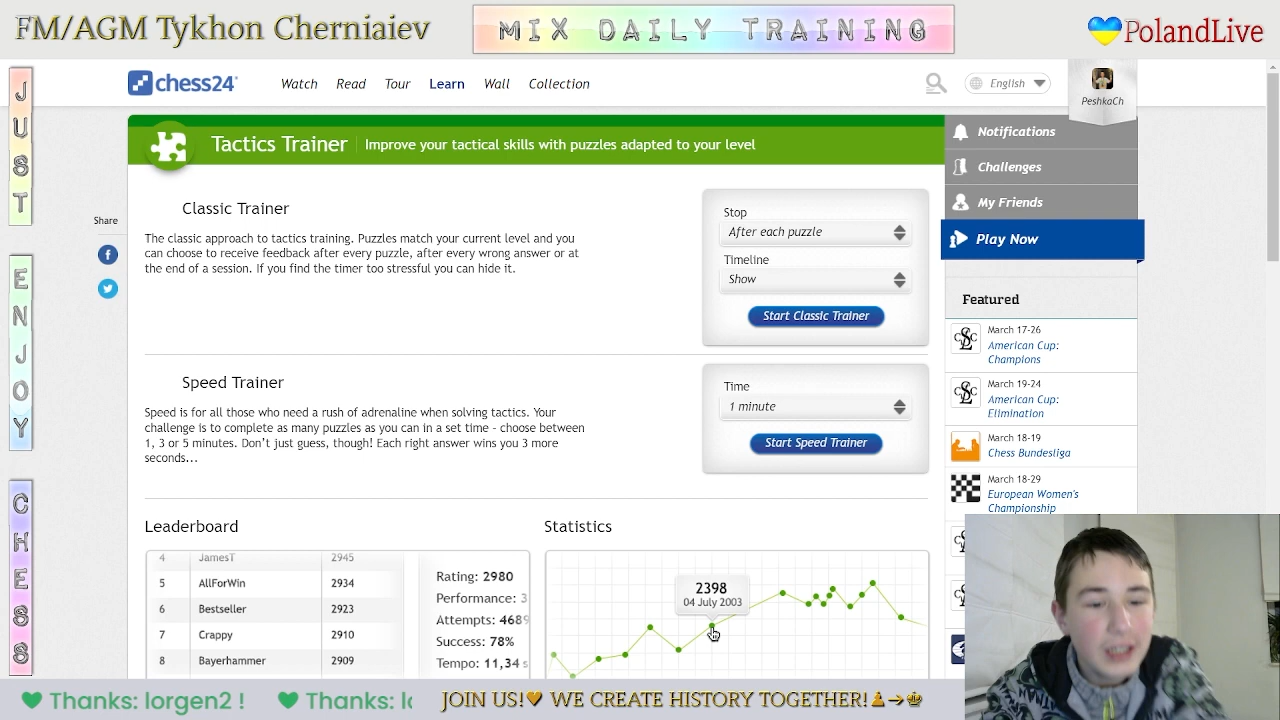 FM/AGM Tykhon Cherniaiev
MIX DAILY TRAINING
PolandLive
JUST
ENJOY
CHESS
chess24
Watch Read Tour Learn Wall Collection
English
PeshkaCh
Tactics Trainer Improve your tactical skills with puzzles adapted to your level
Share
Classic Trainer
The classic approach to tactics training. Puzzles match your current level and you
can choose to receive feedback after every puzzle, after every wrong answer or at
the end of a session. If you find the timer too stressful you can hide it.
Stop
After each puzzle
Timeline
Show
Start Classic Trainer
Speed Trainer
Speed is for all those who need a rush of adrenaline when solving tactics. Your
challenge is to complete as many puzzles as you can in a set time - choose between
1, 3 or 5 minutes. Don't just guess, though! Each right answer wins you 3 more
seconds...
Time
1 minute
Start Speed Trainer
Leaderboard
4 JamesT 2945
5 AllForWin 2934
6 Bestseller 2923
7 Crappy 2910
8 Bayerhammer 2909
Rating: 2980
Performance: 3
Attempts: 4689
Success: 78%
Tempo: 11,34 s
Statistics
2398
04 July 2003
Notifications
Challenges
My Friends
Play Now
Featured
March 17-26
American Cup:
Champions
March 19-24
American Cup:
Elimination
March 18-19
Chess Bundesliga
March 18-29
European Women's
Championship
Thanks: lorgen2 ! Thanks: lo
JOIN US!🧡 WE CREATE HISTORY TOGETHER!♟→♚